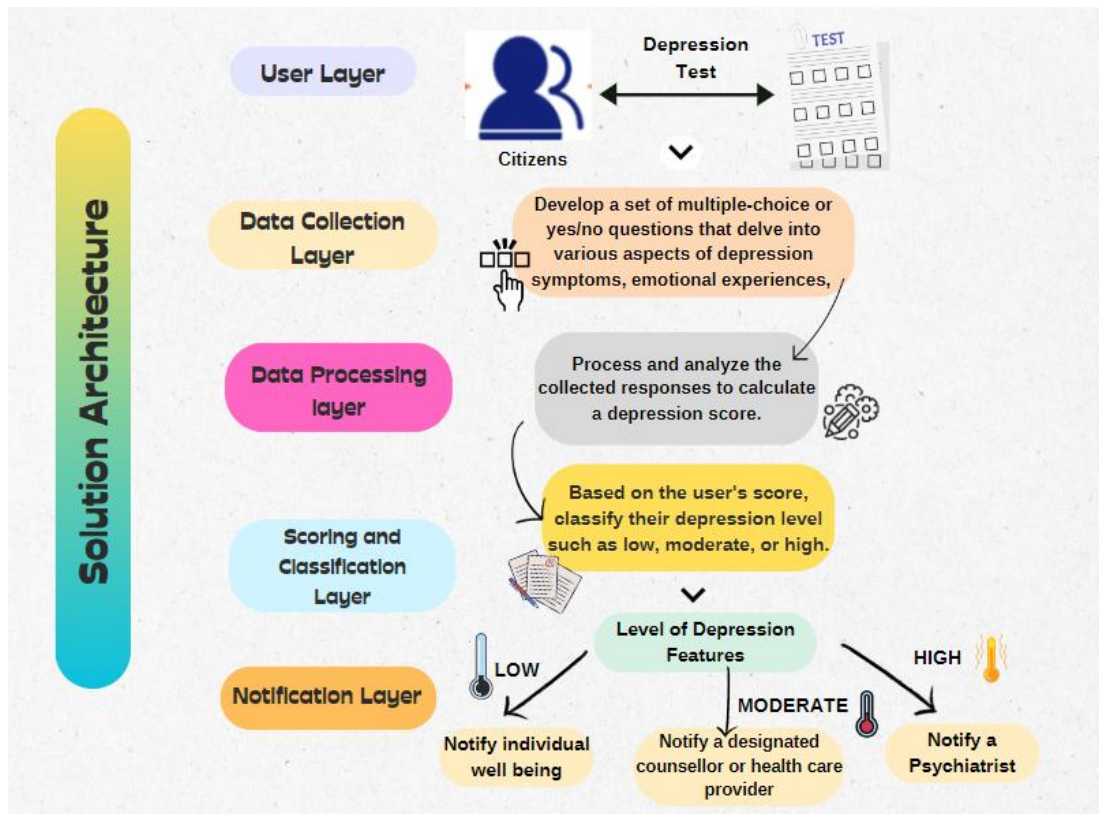 Solution Architecture
User Layer
Depression
Test
TEST
Citizens
Data Collection
Layer
Develop a set of multiple-choice or
yes/no questions that delve into
various aspects of depression
symptoms, emotional experiences,
Data Processing
layer
Process and analyze the
collected responses to calculate
a depression score.
Scoring and
Classification
Layer
Based on the user's score,
classify their depression level
such as low, moderate, or high.
Notification Layer
Level of Depression
Features
LOW
MODERATE
HIGH
Notify individual
well being
Notify a designated
counsellor or health care
provider
Notify a
Psychiatrist